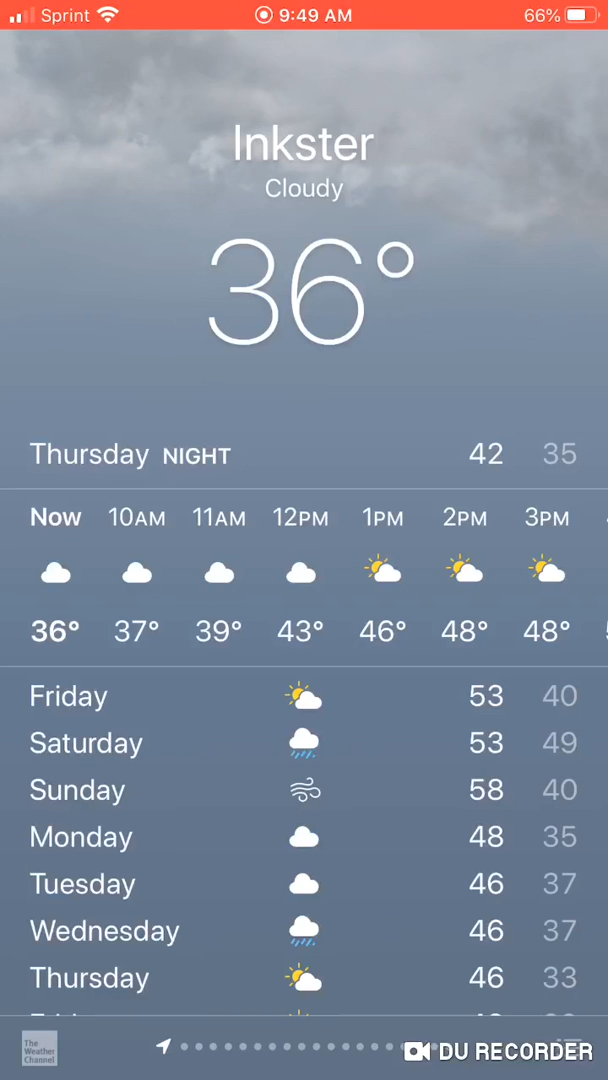 Sprint 9:49 AM 66%
Inkster
Cloudy
36°
Thursday NIGHT 42 35
Now 10AM 11AM 12PM 1PM 2PM 3PM
36° 37° 39° 43° 46° 48° 48°
Friday 53 40
Saturday 53 49
Sunday 58 40
Monday 48 35
Tuesday 46 37
Wednesday 46 37
Thursday 46 33
The
Weather
Channel
DU RECORDER